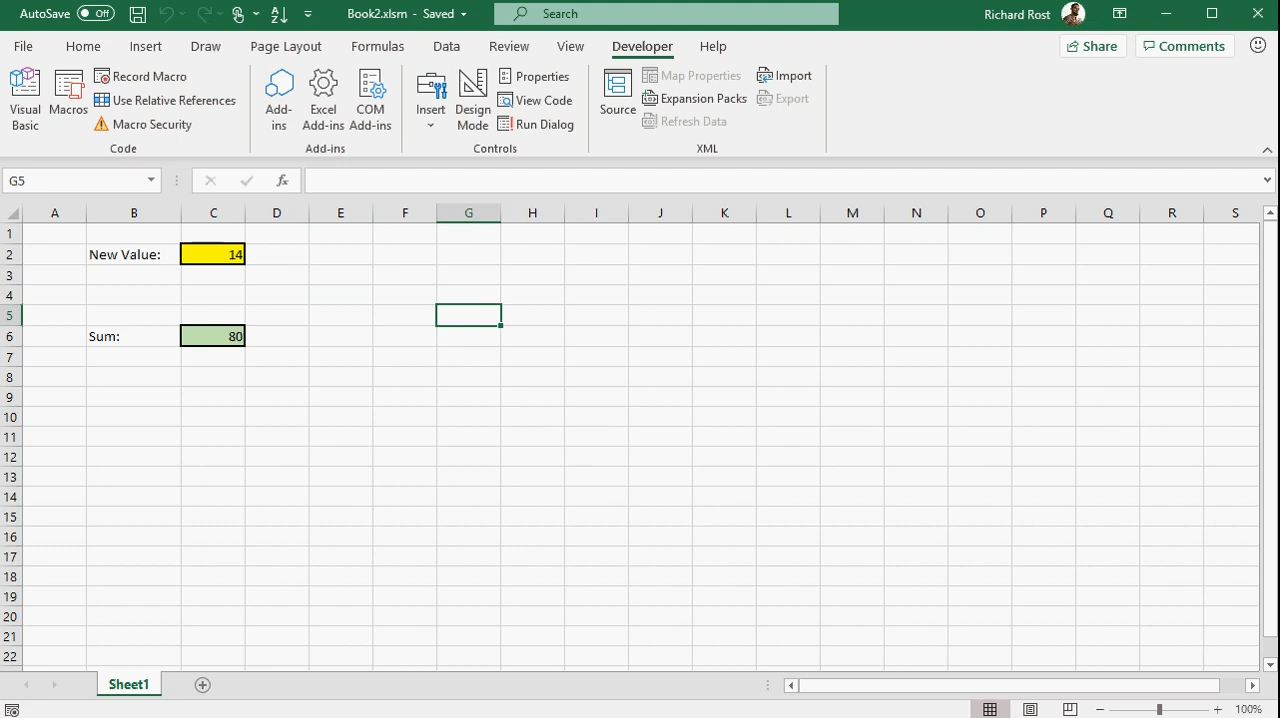 AutoSave Off Book2.xlsm - Saved Search Richard Rost
File Home Insert Draw Page Layout Formulas Data Review View Developer Help Share Comments
Visual Basic
Macros
Record Macro
Use Relative References
Macro Security
Code
Add-ins
Excel Add-ins
COM Add-ins
Add-ins
Insert
Design Mode
Properties
View Code
Run Dialog
Controls
Source
Map Properties
Expansion Packs
Refresh Data
Import
Export
XML
G5 fx
A B C D E F G H I J K L M N O P Q R S
1
2 New Value: 14
3
4
5
6 Sum: 80
7
8
9
10
11
12
13
14
15
16
17
18
19
20
21
22
Sheet1
100%